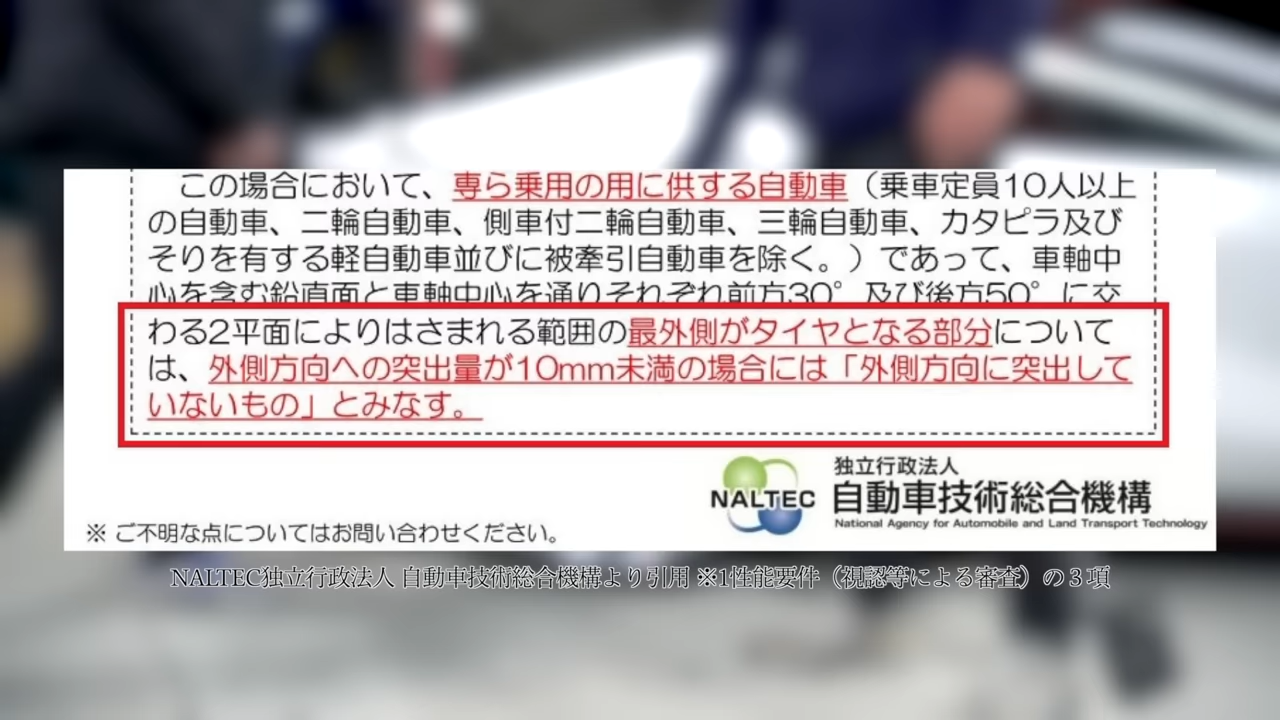 この場合において、専ら乗用の用に供する自動車（乗車定員10人以上
の自動車、二輪自動車、側車付二輪自動車、三輪自動車、カタピラ及び
そりを有する軽自動車並びに被牽引自動車を除く。）であって、車軸中
心を含む鉛直面と車軸中心を通りそれぞれ前方30°及び後方50°に交
わる2平面によりはさまれる範囲の最外側がタイヤとなる部分について
は、外側方向への突出量が10mm未満の場合には「外側方向に突出して
いないもの」とみなす。
独立行政法人
NALTEC 自動車技術総合機構
National Agency for Automobile and Land Transport Technology
※ ご不明な点についてはお問い合わせください。
NALTEC独立行政法人 自動車技術総合機構より引用 ※1性能要件（視認等による審査）の３項